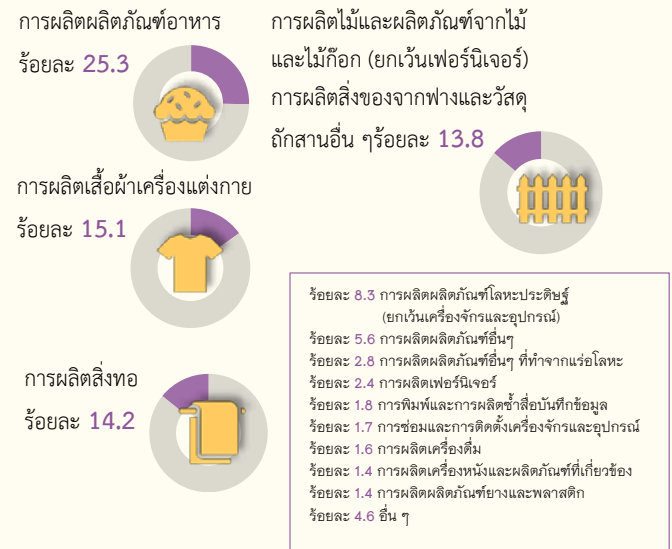 การผลิตผลิตภัณฑ์อาหาร
ร้อยละ 25.3
การผลิตไม้และผลิตภัณฑ์จากไม้
และไม้ก๊อก (ยกเว้นเฟอร์นิเจอร์)
การผลิตสิ่งของจากฟางและวัสดุ
ถักสานอื่น ๆร้อยละ 13.8
การผลิตเสื้อผ้าเครื่องแต่งกาย
ร้อยละ 15.1
การผลิตสิ่งทอ
ร้อยละ 14.2
ร้อยละ 8.3 การผลิตผลิตภัณฑ์โลหะประดิษฐ์
(ยกเว้นเครื่องจักรและอุปกรณ์)
ร้อยละ 5.6 การผลิตผลิตภัณฑ์อื่นๆ
ร้อยละ 2.8 การผลิตผลิตภัณฑ์อื่นๆ ที่ทำจากแร่อโลหะ
ร้อยละ 2.4 การผลิตเฟอร์นิเจอร์
ร้อยละ 1.8 การพิมพ์และการผลิตซ้ำสื่อบันทึกข้อมูล
ร้อยละ 1.7 การซ่อมและการติดตั้งเครื่องจักรและอุปกรณ์
ร้อยละ 1.6 การผลิตเครื่องดื่ม
ร้อยละ 1.4 การผลิตเครื่องหนังและผลิตภัณฑ์ที่เกี่ยวข้อง
ร้อยละ 1.4 การผลิตผลิตภัณฑ์ยางและพลาสติก
ร้อยละ 4.6 อื่น ๆ